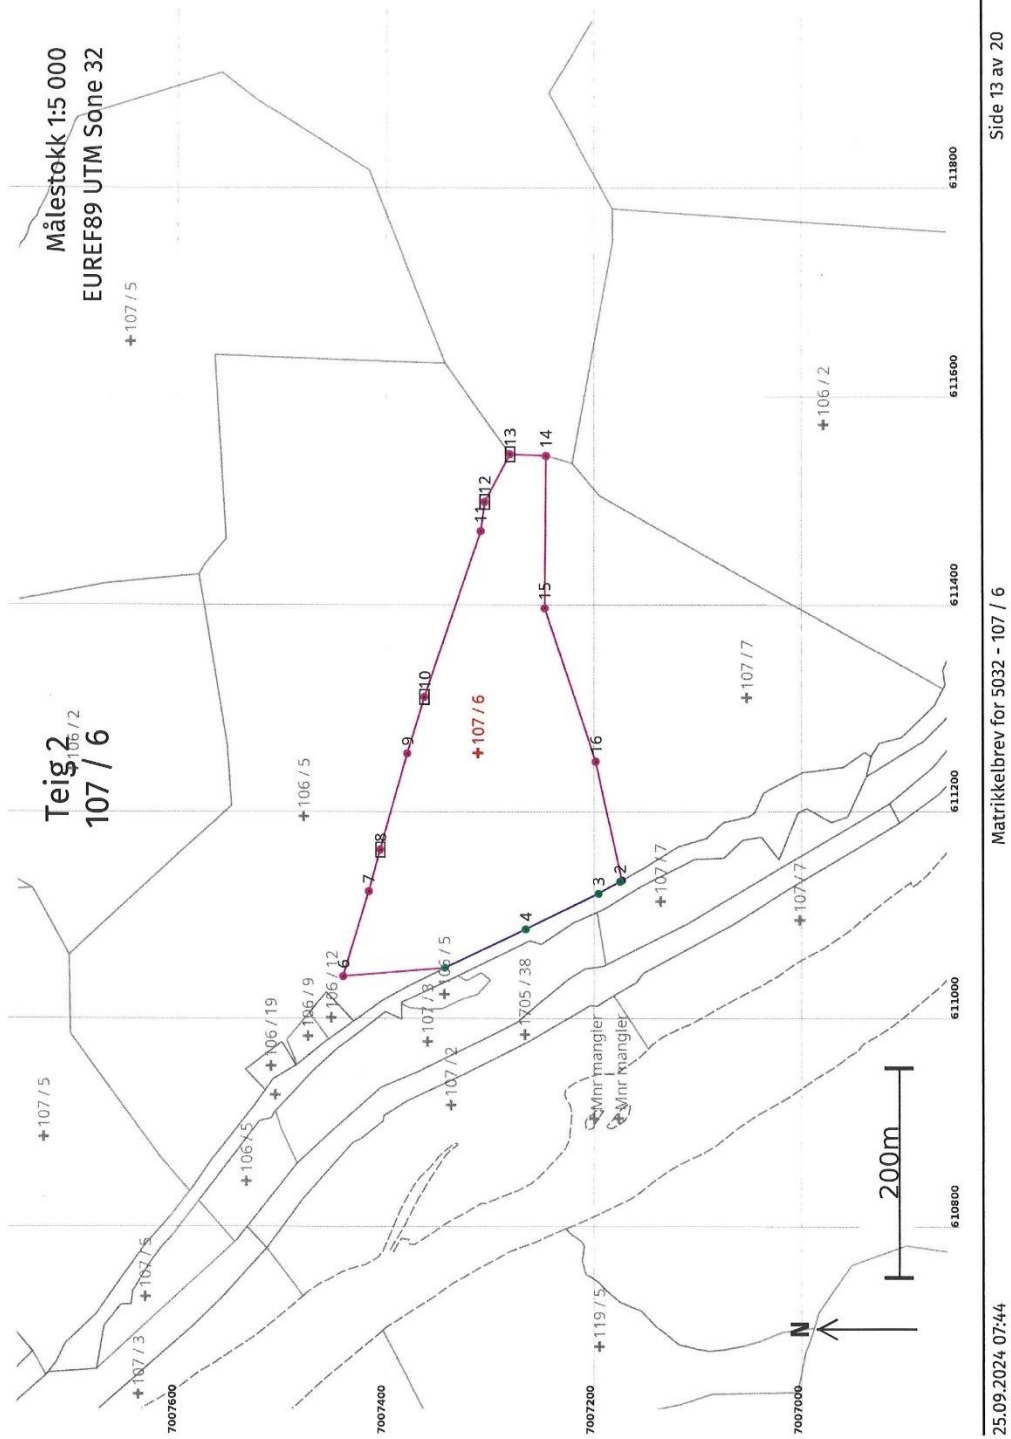 Teig 2
107 / 6
Målestokk 1:5 000
EUREF89 UTM Sone 32
106 / 2
107 / 5
107 / 5
106 / 5
106 / 19
106 / 9
106 / 12
106 / 5
107 / 5
107 / 3
106 / 5
107 / 3
107 / 2
1705 / 38
Mnr mangler
Mnr mangler
119 / 5
107 / 6
107 / 7
107 / 7
107 / 7
106 / 2
2
3
4
6
7
8
9
10
11
12
13
14
15
16
7007600
7007400
7007200
7007000
610800
611000
611200
611400
611600
611800
N
200m
25.09.2024 07:44
Matrikkelbrev for 5032 - 107 / 6
Side 13 av 20